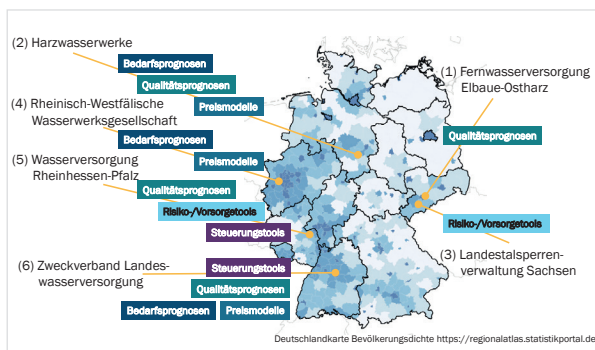 (2) Harzwasserwerke
Bedarfsprognosen
Qualitätsprognosen
Preismodelle
(4) Rheinisch-Westfälische
Wasserwerksgesellschaft
Bedarfsprognosen
Preismodelle
(5) Wasserversorgung
Rheinhessen-Pfalz
Qualitätsprognosen
Risiko-/Vorsorgetools
Steuerungstools
(6) Zweckverband Landes-
wasserversorgung
Steuerungstools
Qualitätsprognosen
Bedarfsprognosen
Preismodelle
(1) Fernwasserversorgung
Elbaue-Ostharz
Qualitätsprognosen
Risiko-/Vorsorgetools
(3) Landestalsperren-
verwaltung Sachsen
Deutschlandkarte Bevölkerungsdichte https://regionalatlas.statistikportal.de